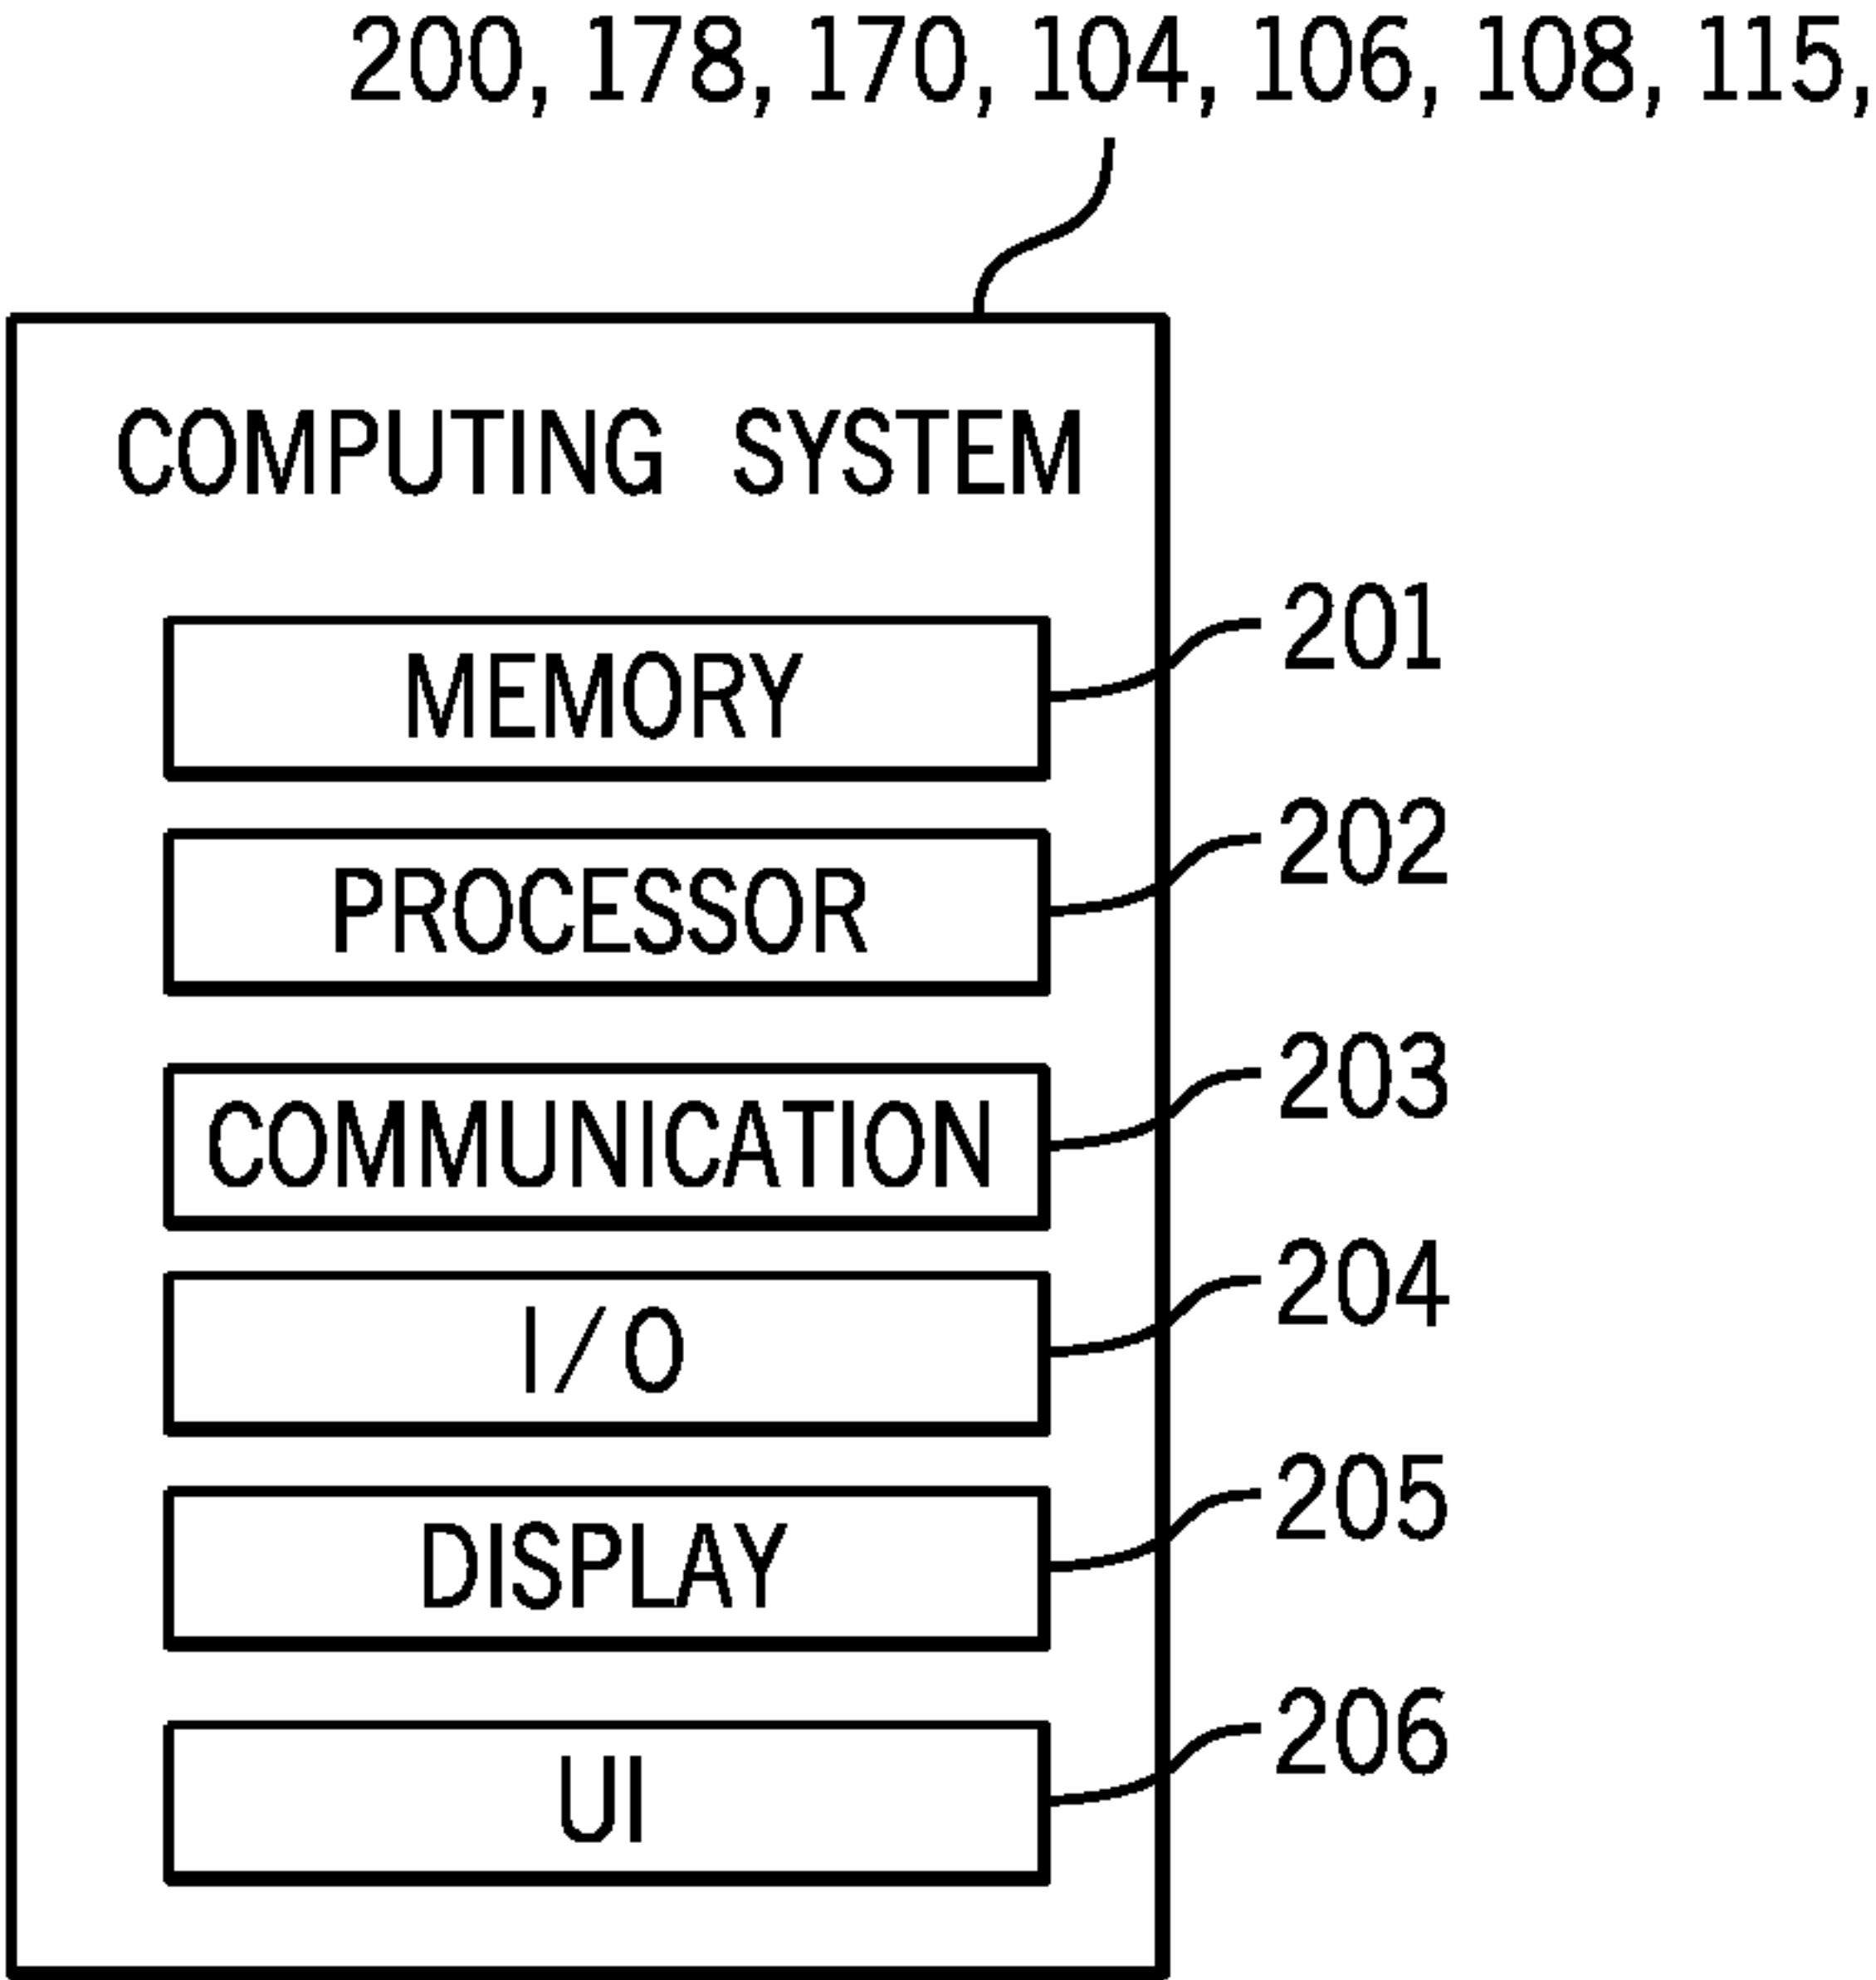 200, 178, 170, 104, 106, 108, 115,
COMPUTING SYSTEM
MEMORY
201
PROCESSOR
202
COMMUNICATION
203
I/O
204
DISPLAY
205
UI
206